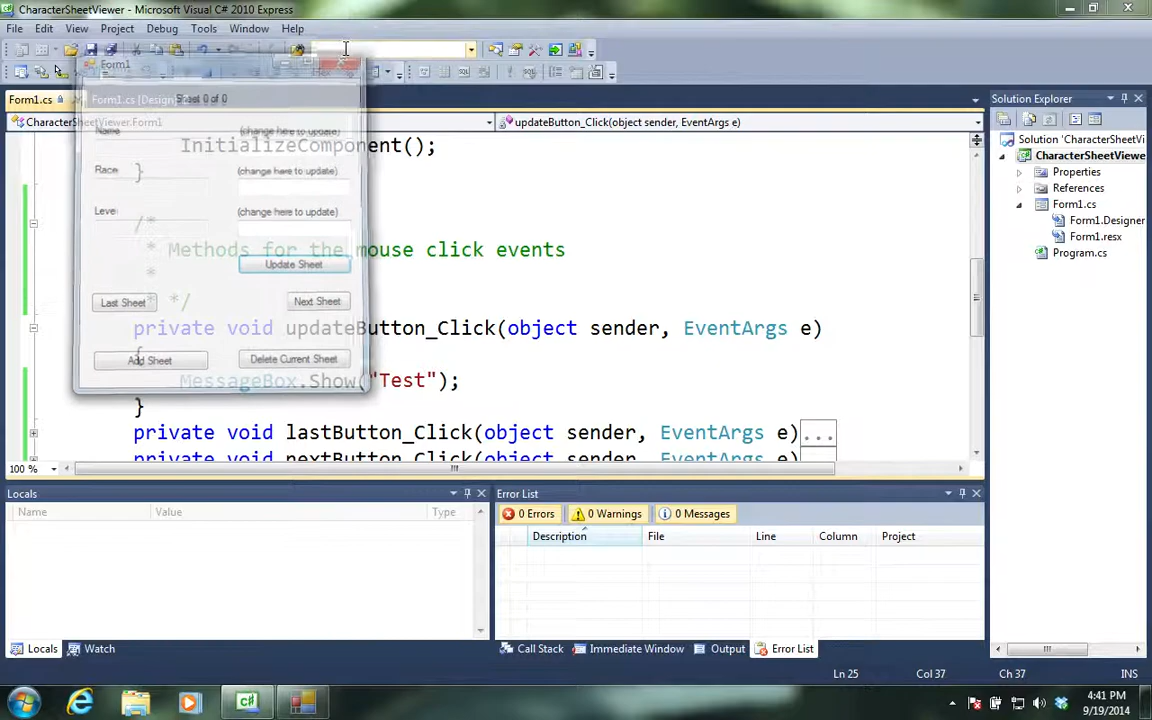 CharacterSheetViewer - Microsoft Visual C# 2010 Express
File Edit View Project Debug Tools Window Help
Form1
Form1.cs Form1.cs [Design] Solution Explorer
Sheet 0 of 0
CharacterSheetViewer.Form1 updateButton_Click(object sender, EventArgs e)
Solution 'CharacterSheetVi
CharacterSheetViewe
Properties
References
Form1.cs
Form1.Designer
Form1.resx
Program.cs
Name (change here to update)
InitializeComponent();
Race (change here to update)
}
Level (change here to update)
/*
* Methods for the mouse click events
*
Update Sheet
* */
Last Sheet Next Sheet
private void updateButton_Click(object sender, EventArgs e)
{
Add Sheet Delete Current Sheet
MessageBox.Show("Test");
}
private void lastButton_Click(object sender, EventArgs e)...
private void nextButton_Click(object sender, EventArgs e)
100 %
Locals Error List
Name Value Type
0 Errors 0 Warnings 0 Messages
Description File Line Column Project
Locals Watch Call Stack Immediate Window Output Error List
Ln 25 Col 37 Ch 37 INS
4:41 PM
9/19/2014